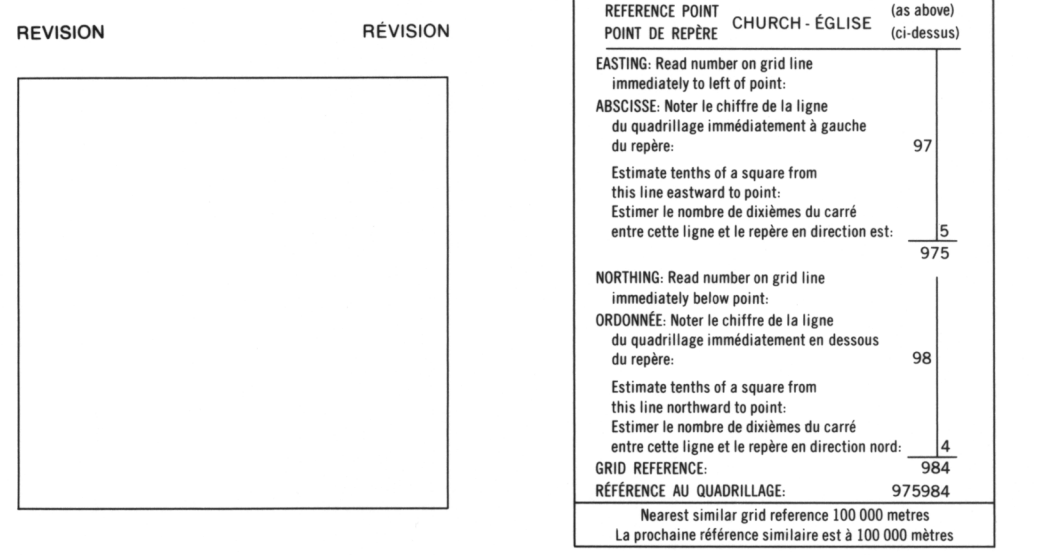 REVISION RÉVISION
REFERENCE POINT CHURCH - ÉGLISE (as above)
POINT DE REPÈRE (ci-dessus)
EASTING: Read number on grid line
immediately to left of point:
ABSCISSE: Noter le chiffre de la ligne
du quadrillage immédiatement à gauche
du repère: 97
Estimate tenths of a square from
this line eastward to point:
Estimer le nombre de dixièmes du carré
entre cette ligne et le repère en direction est: 5
975
NORTHING: Read number on grid line
immediately below point:
ORDONNÉE: Noter le chiffre de la ligne
du quadrillage immédiatement en dessous
du repère: 98
Estimate tenths of a square from
this line northward to point:
Estimer le nombre de dixièmes du carré
entre cette ligne et le repère en direction nord: 4
GRID REFERENCE: 984
RÉFÉRENCE AU QUADRILLAGE: 975984
Nearest similar grid reference 100 000 metres
La prochaine référence similaire est à 100 000 mètres